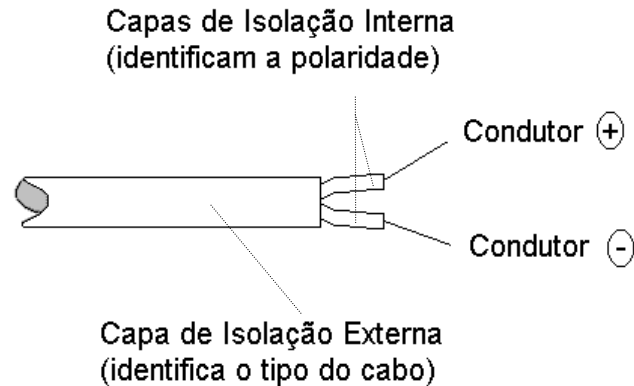 Capas de Isolação Interna
(identificam a polaridade)
Condutor +
Condutor -
Capa de Isolação Externa
(identifica o tipo do cabo)